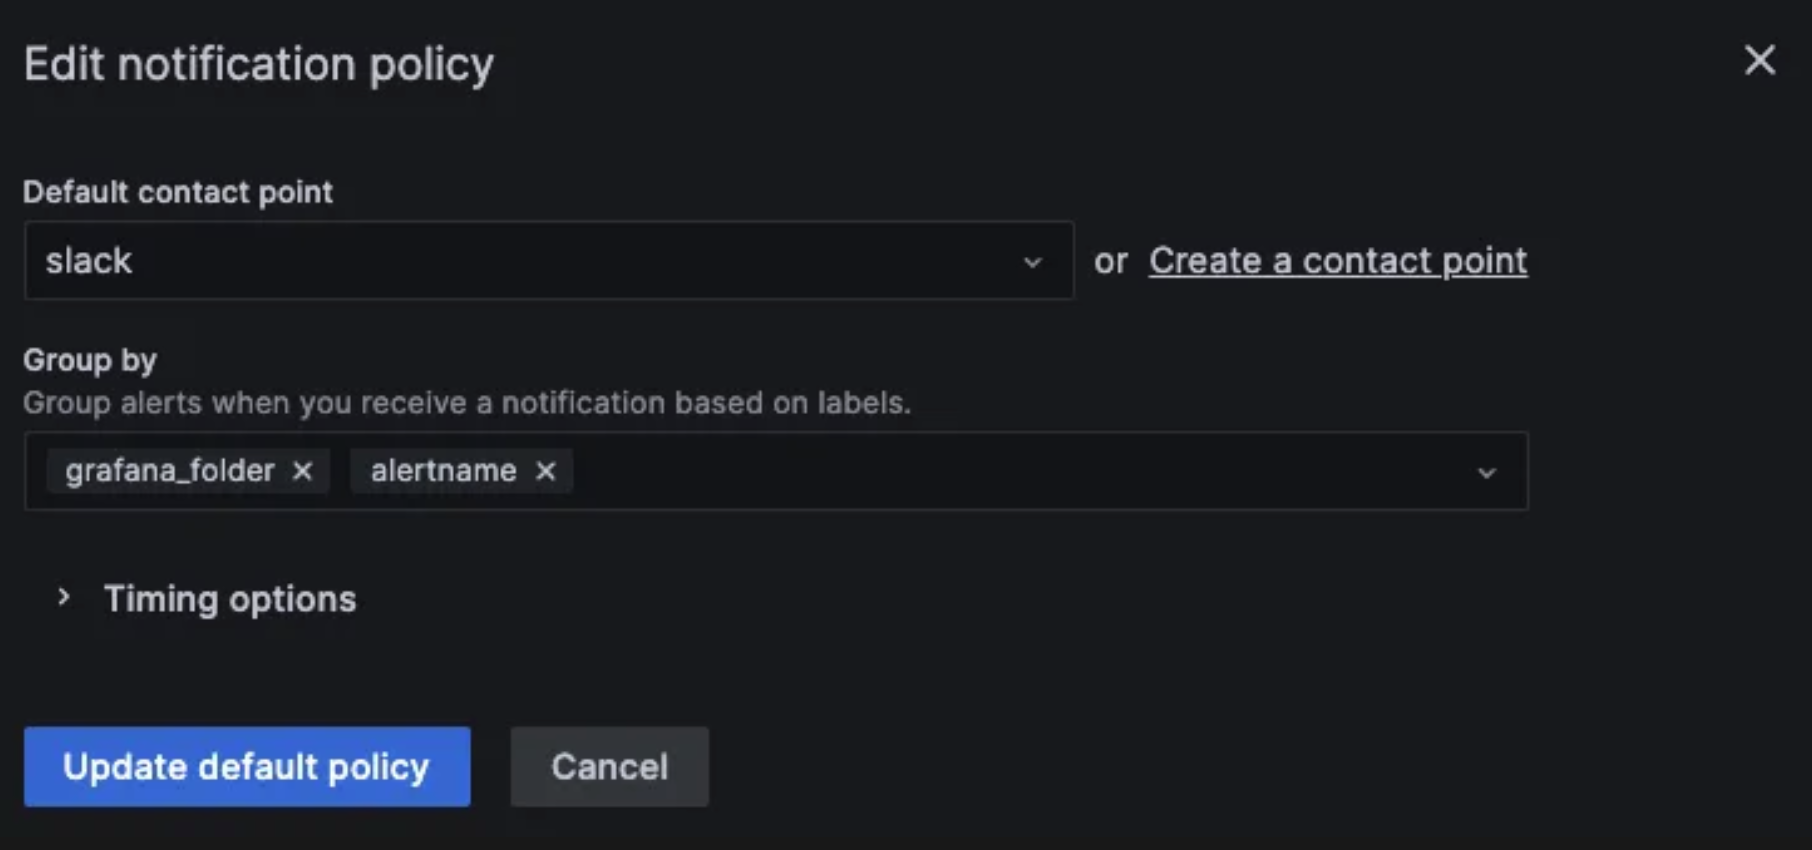 Edit notification policy
Default contact point
slack
or Create a contact point
Group by
Group alerts when you receive a notification based on labels.
grafana_folder alertname
Timing options
Update default policy Cancel